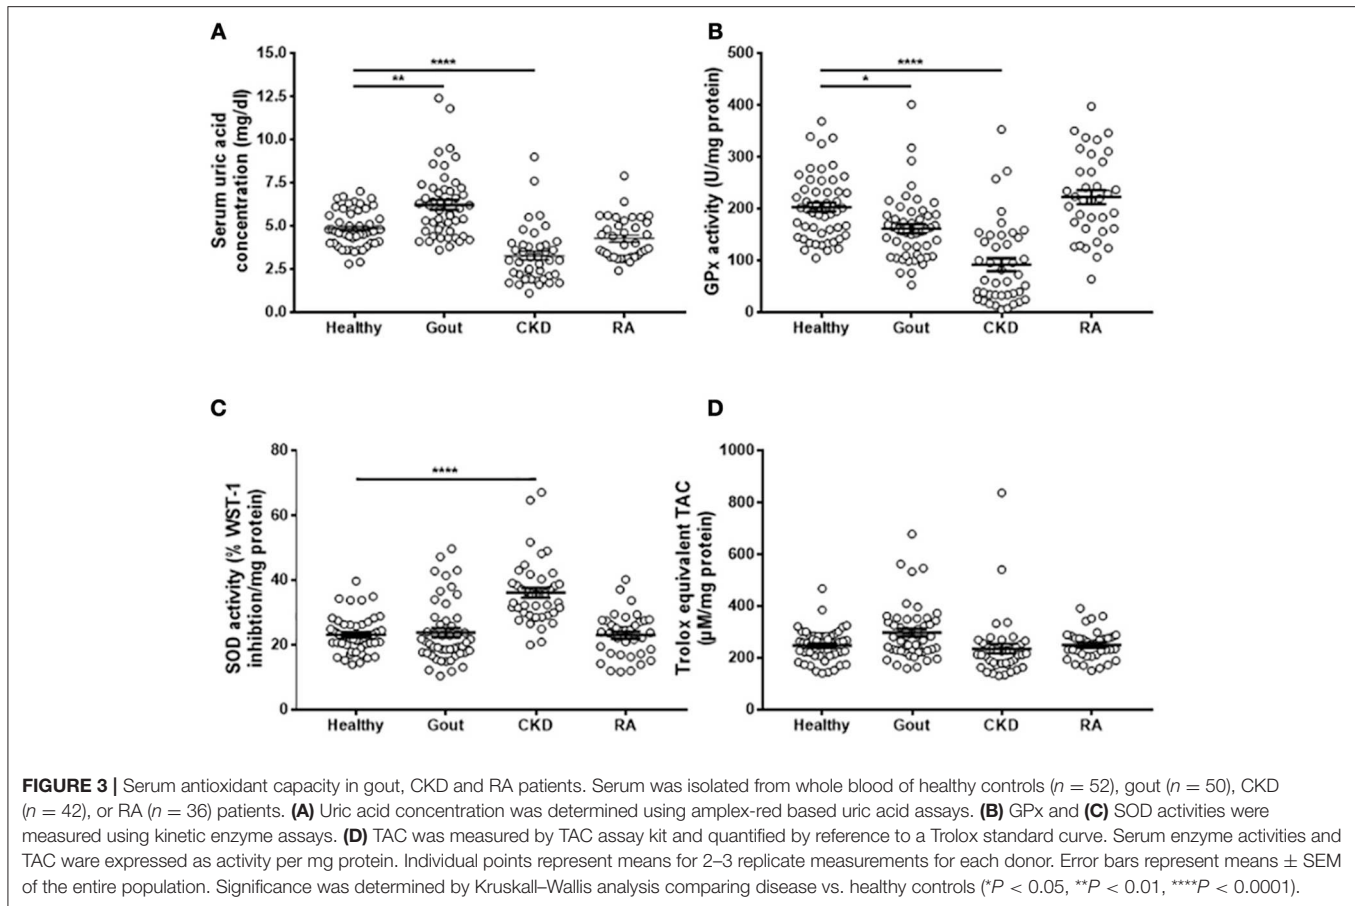 A
15.0
12.5
10.0
7.5
5.0
2.5
0.0
Serum uric acid
concentration (mg/dl)
****
**
Healthy Gout CKD RA
B
500
400
300
200
100
0
GPx activity (U/mg protein)
****
*
Healthy Gout CKD RA
C
80
60
40
20
0
SOD activity (% WST-1
inhibtion/mg protein)
****
Healthy Gout CKD RA
D
1000
800
600
400
200
0
Trolox equivalent TAC
(µM/mg protein)
Healthy Gout CKD RA
FIGURE 3 | Serum antioxidant capacity in gout, CKD and RA patients. Serum was isolated from whole blood of healthy controls (n = 52), gout (n = 50), CKD
(n = 42), or RA (n = 36) patients. (A) Uric acid concentration was determined using amplex-red based uric acid assays. (B) GPx and (C) SOD activities were
measured using kinetic enzyme assays. (D) TAC was measured by TAC assay kit and quantified by reference to a Trolox standard curve. Serum enzyme activities and
TAC ware expressed as activity per mg protein. Individual points represent means for 2–3 replicate measurements for each donor. Error bars represent means ± SEM
of the entire population. Significance was determined by Kruskall–Wallis analysis comparing disease vs. healthy controls (*P < 0.05, **P < 0.01, ****P < 0.0001).